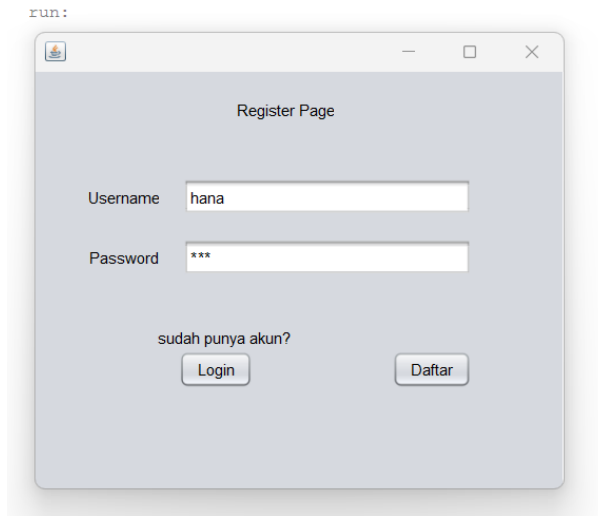 run:
Register Page
Username hana
Password ***
sudah punya akun?
Login Daftar